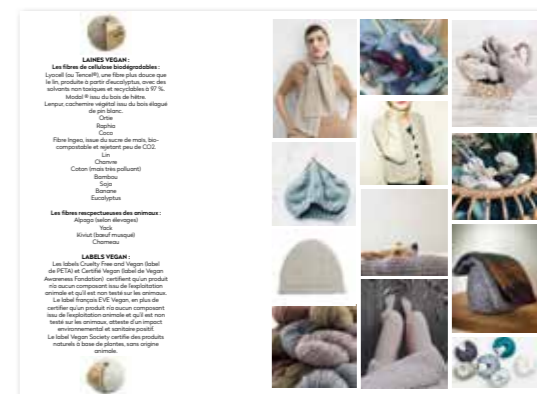 LAINES VEGAN :
Les fibres de cellulose biodégradables :
Lyocell (ou Tencel®), une fibre plus douce que
le lin, produite à partir d'eucalyptus, avec des
solvants non toxiques et recyclables à 97 %.
Modal ® issu du bois de hêtre.
Lenpur, cachemire végétal issu du bois élagué
de pin blanc.
Ortie
Raphia
Coco
Fibre Ingeo, issue du sucre de maïs, bio-
compostable et rejetant peu de CO2.
Lin
Chanvre
Coton (mais très polluant)
Bambou
Soja
Banane
Eucalyptus
Les fibres rescpectueuses des animaux :
Alpaga (selon élevages)
Yack
Kiviut (bœuf musqué)
Chameau
LABELS VEGAN :
Les labels Cruelty Free and Vegan (label
de PETA) et Certifié Vegan (label de Vegan
Awareness Fondation) certifient qu'un produit
n'a aucun composant issu de l'exploitation
animale et qu'il est non testé sur les animaux.
Le label français EVE Vegan, en plus de
certifier qu'un produit n'a aucun composant
issu de l'exploitation animale et qu'il est non
testé sur les animaux, atteste d'un impact
environnemental et sanitaire positif.
Le label Vegan Society certifie des produits
naturels à base de plantes, sans origine
animale.